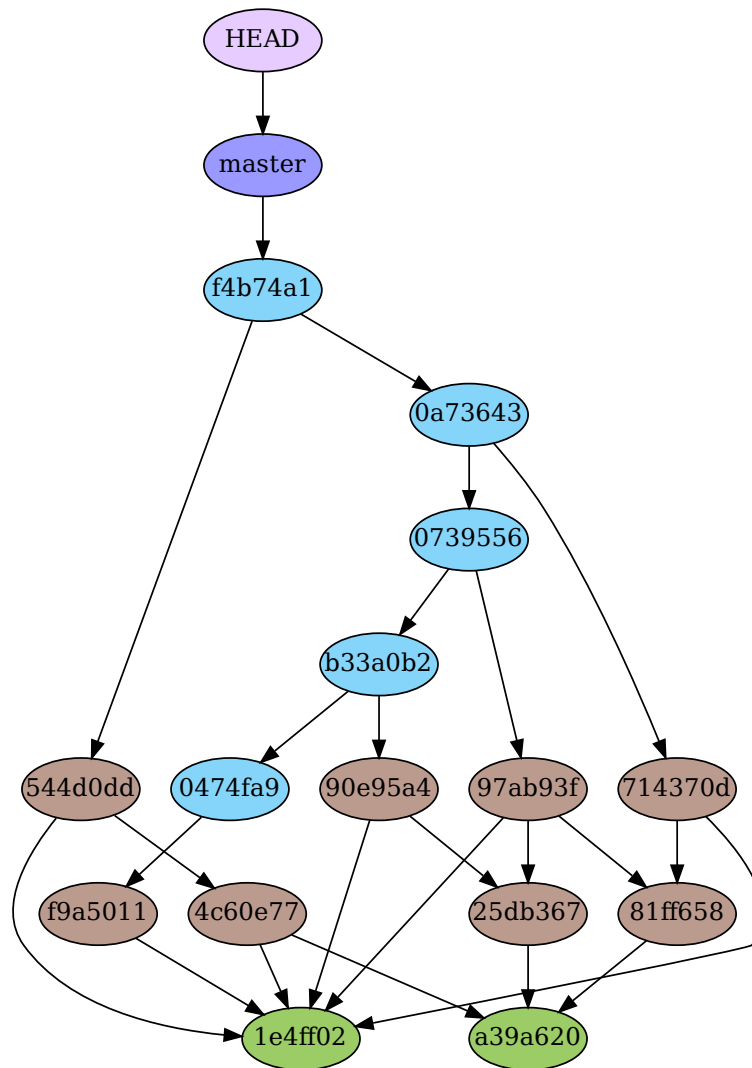 HEAD
master
f4b74a1
0a73643
0739556
b33a0b2
544d0dd
0474fa9
90e95a4
97ab93f
714370d
f9a5011
4c60e77
25db367
81ff658
1e4ff02
a39a620